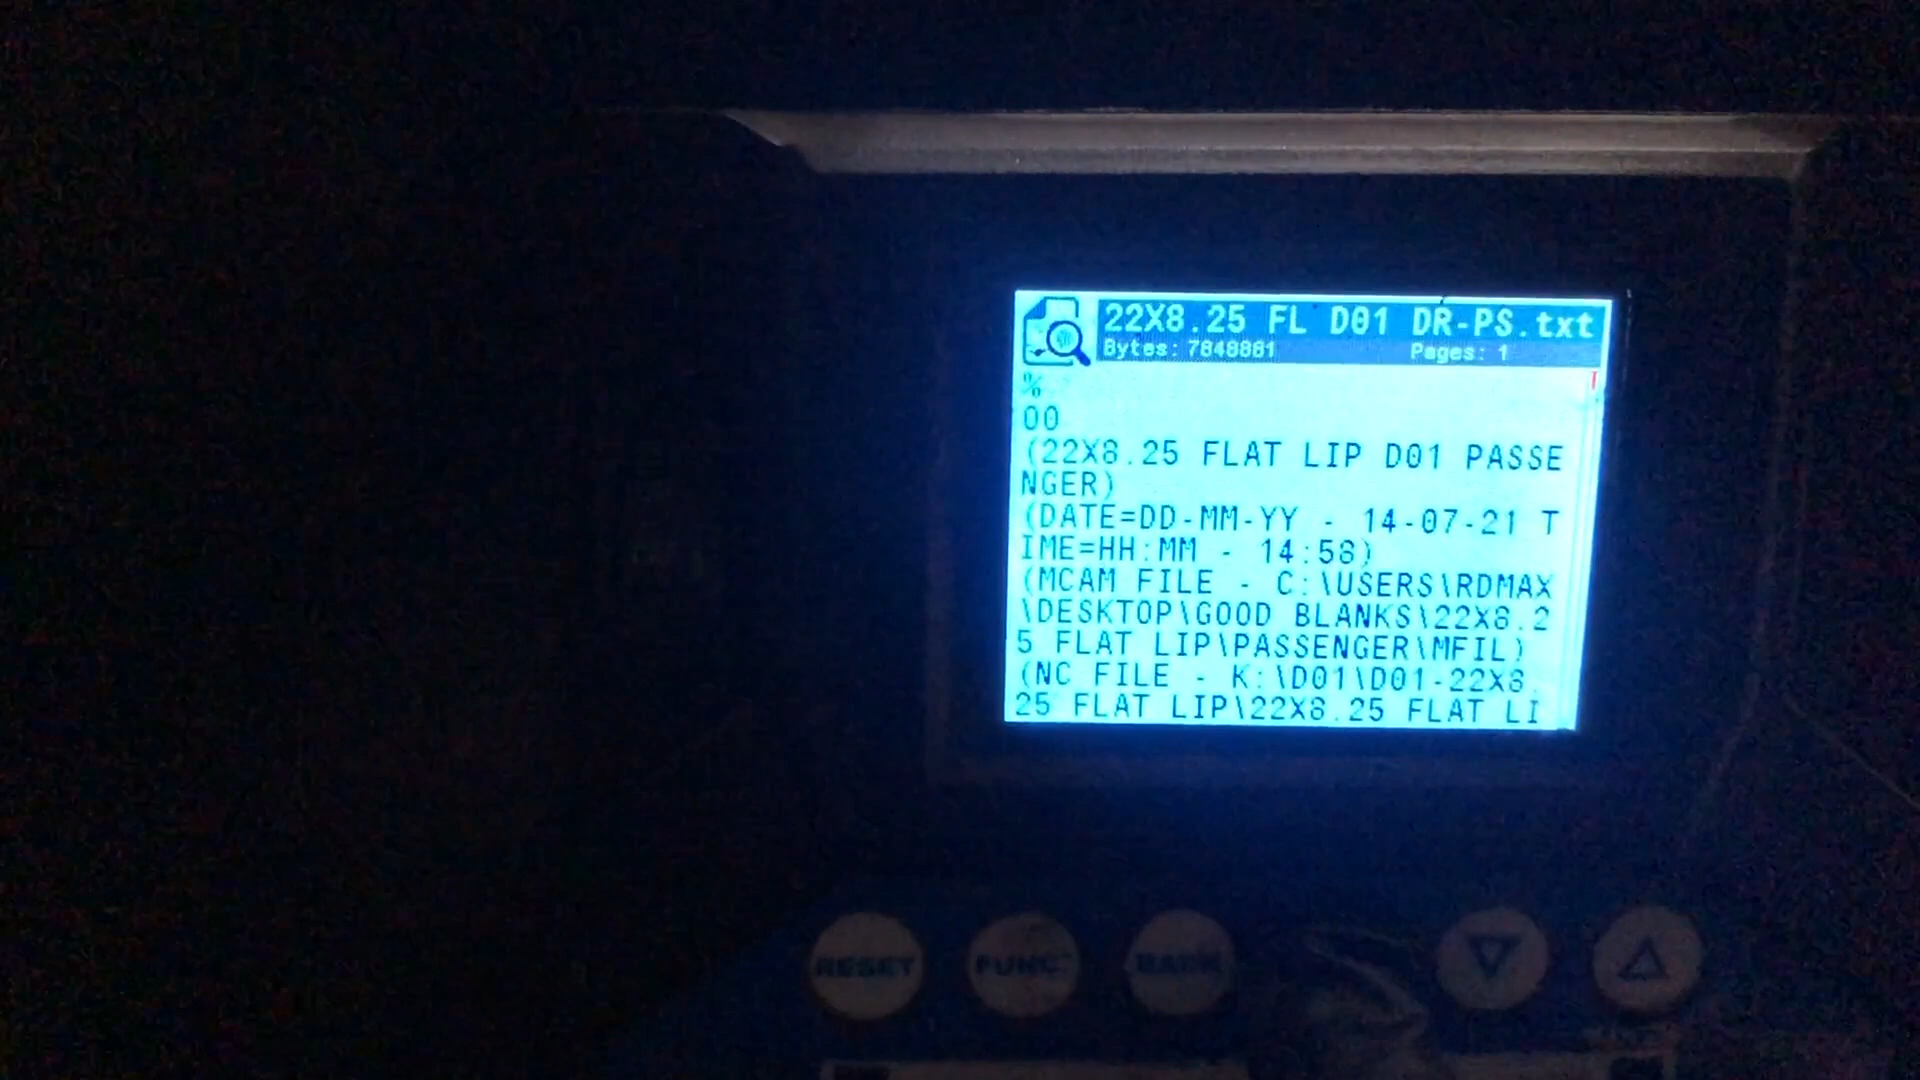 22X8.25 FL D01 DR-PS.txt
Bytes: 7848881 Pages: 1
%
O0
(22X8.25 FLAT LIP D01 PASSE
NGER)
(DATE=DD-MM-YY - 14-07-21 T
IME=HH:MM - 14:58)
(MCAM FILE - C:\USERS\RDMAX
\DESKTOP\GOOD BLANKS\22X8.2
5 FLAT LIP\PASSENGER\MFIL)
(NC FILE - K:\D01\D01-22X8.
25 FLAT LIP\22X8.25 FLAT LI
RESET FUNC BACK